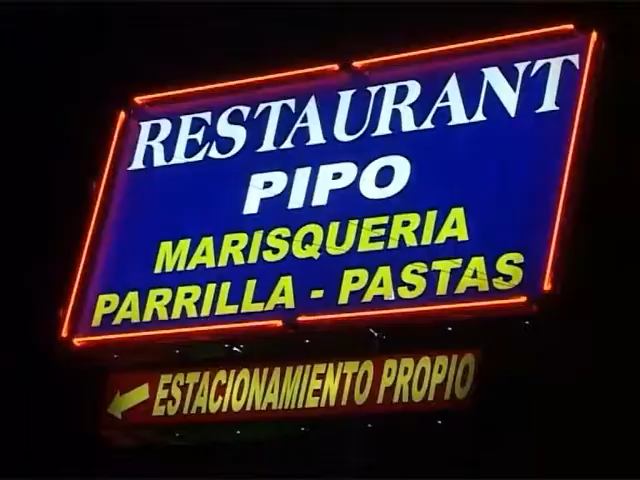 RESTAURANT
PIPO
MARISQUERIA
PARRILLA - PASTAS
ESTACIONAMIENTO PROPIO